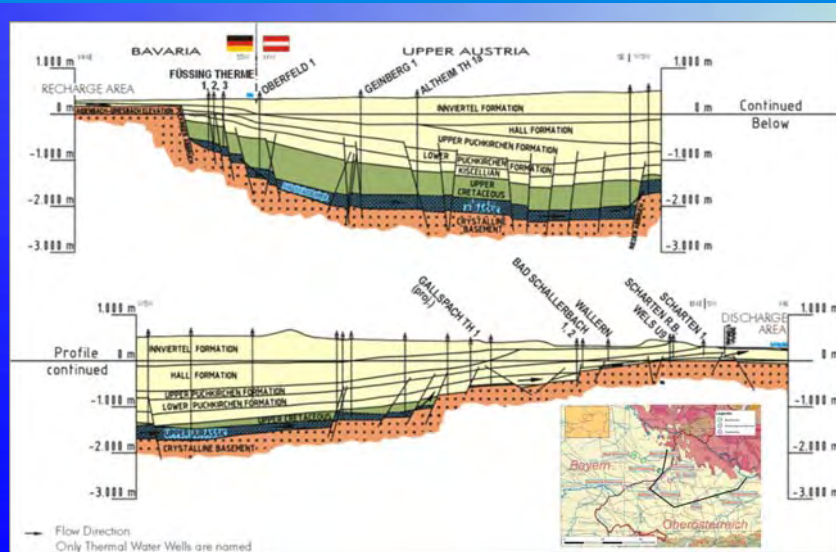 BAVARIA
UPPER AUSTRIA
FÜSSING THERME
1, 2, 3
OBERFELD 1
GEINBERG 1
ALTHEIM TH 1a
1.000 m
0 m
-1.000 m
-2.000 m
-3.000 m
RECHARGE AREA
INNVIERTEL FORMATION
HALL FORMATION
UPPER PUCHKIRCHEN FORMATION
LOWER PUCHKIRCHEN FORMATION
KISCELLIAN
UPPER CRETACEOUS
CRYSTALLINE BASEMENT
1.000 m
0 m
-1.000 m
-2.000 m
-3.000 m
Continued
Below
1.000 m
0 m
-1.000 m
-2.000 m
-3.000 m
Profile
continued
GALLSPACH TH 1
(proj.)
BAD SCHALLERBACH
1, 2
WALLERN
WELS U9
SCHARTEN R.B.
SCHARTEN 1
DISCHARGE
AREA
INNVIERTEL FORMATION
HALL FORMATION
UPPER PUCHKIRCHEN FORMATION
LOWER PUCHKIRCHEN FORMATION
UPPER CRETACEOUS
UPPER JURASSIC
CRYSTALLINE BASEMENT
1.000 m
0 m
-1.000 m
-2.000 m
-3.000 m
Bayern
Oberösterreich
Flow Direction
Only Thermal Water Wells are named